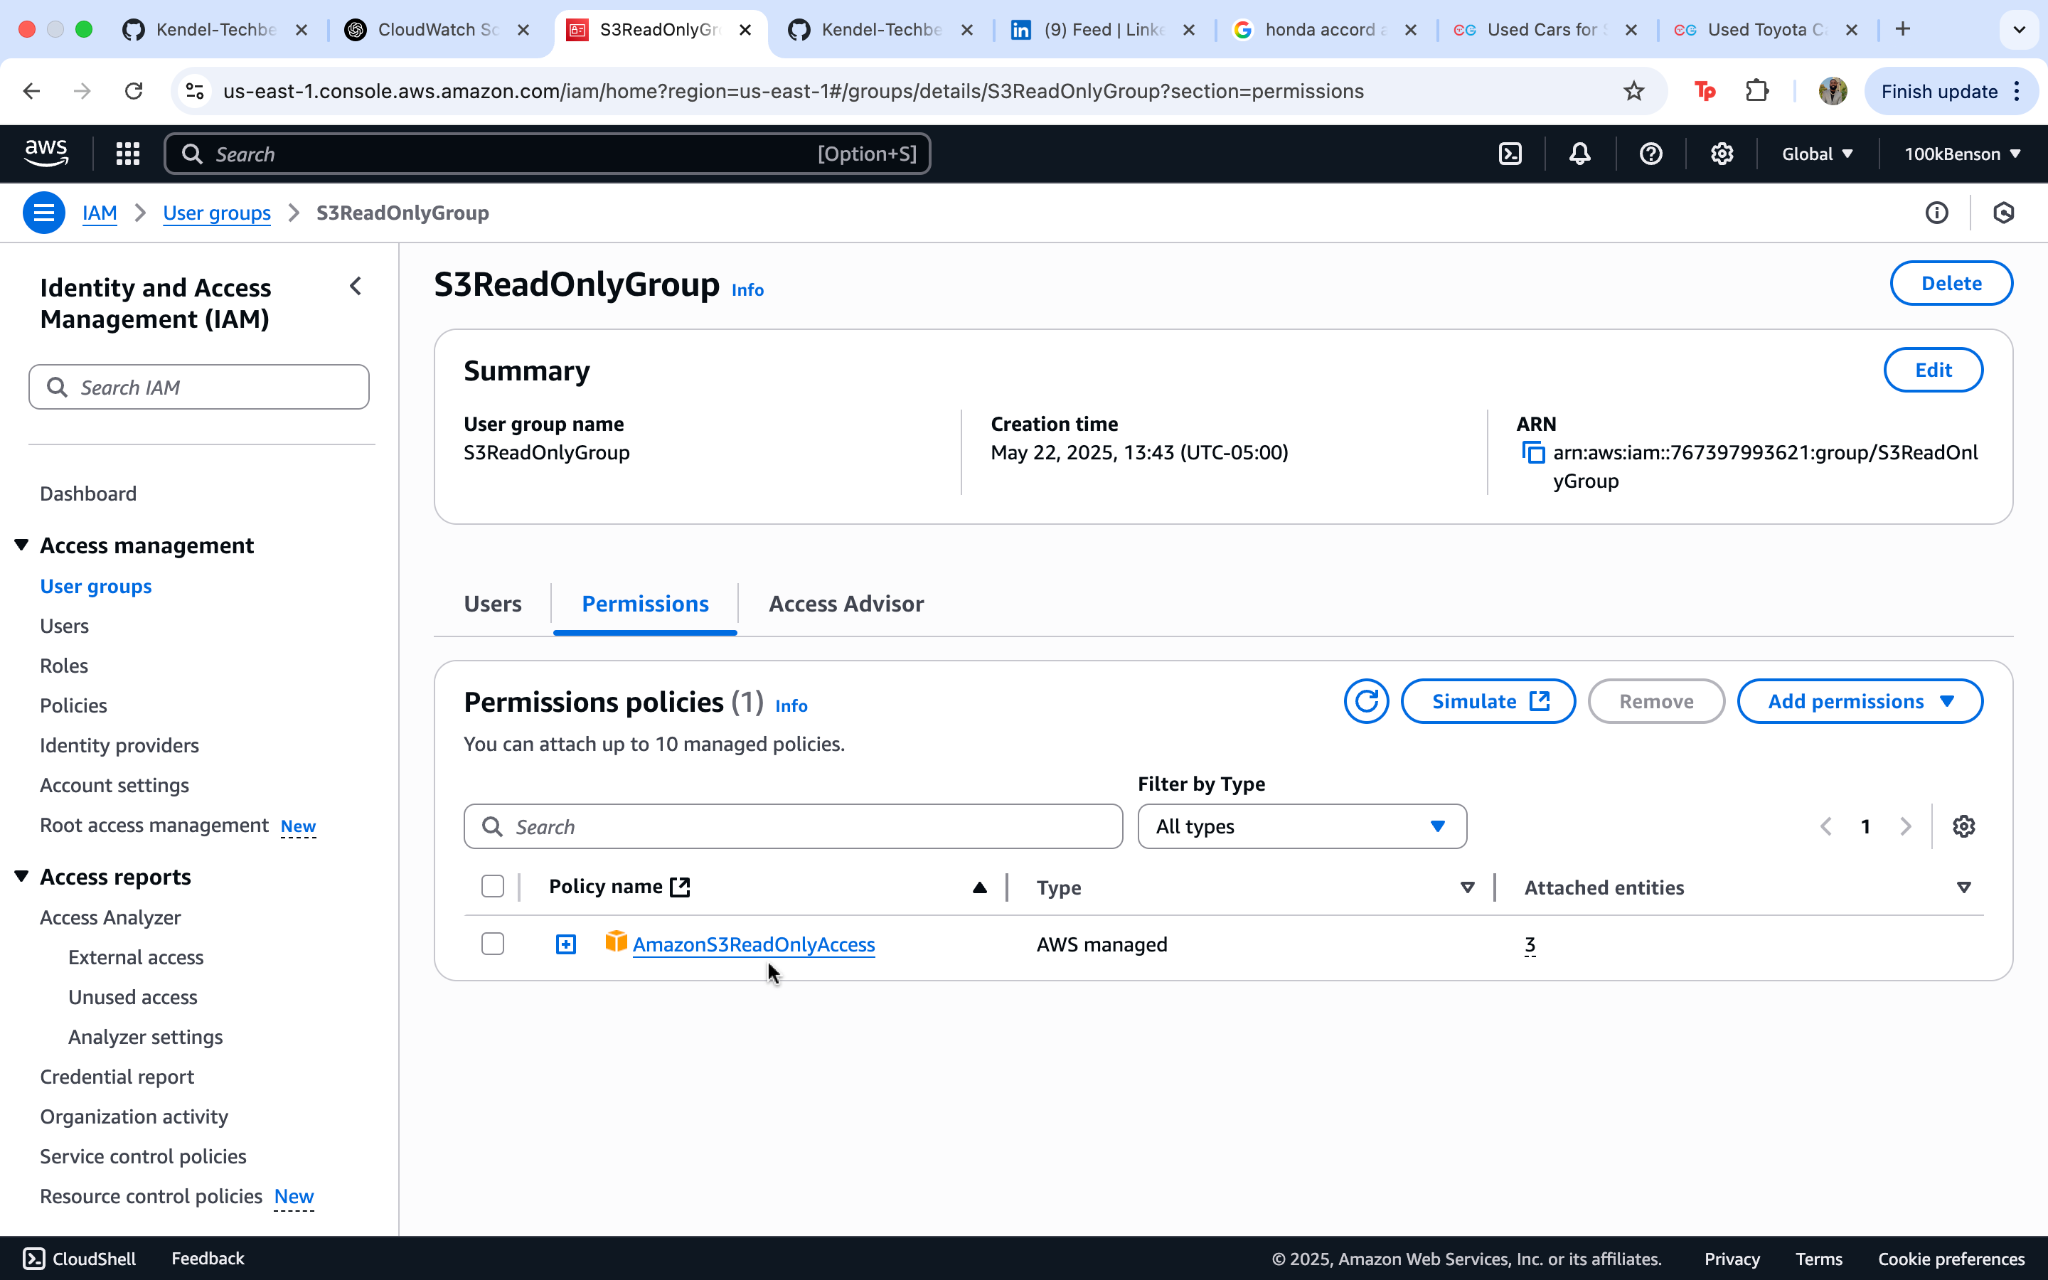 Kendel-Techbe
CloudWatch Sc
S3ReadOnlyGr
Kendel-Techbe
(9) Feed | Linke
honda accord a
CG Used Cars for S
CG Used Toyota C
us-east-1.console.aws.amazon.com/iam/home?region=us-east-1#/groups/details/S3ReadOnlyGroup?section=permissions
Tp
Finish update
aws
Search
[Option+S]
Global
100kBenson
IAM
User groups
S3ReadOnlyGroup
Identity and Access
Management (IAM)
Search IAM
Dashboard
Access management
User groups
Users
Roles
Policies
Identity providers
Account settings
Root access management New
Access reports
Access Analyzer
External access
Unused access
Analyzer settings
Credential report
Organization activity
Service control policies
Resource control policies New
S3ReadOnlyGroup Info
Delete
Summary
Edit
User group name
S3ReadOnlyGroup
Creation time
May 22, 2025, 13:43 (UTC-05:00)
ARN
arn:aws:iam::767397993621:group/S3ReadOnl
yGroup
Users
Permissions
Access Advisor
Permissions policies (1) Info
You can attach up to 10 managed policies.
Simulate
Remove
Add permissions
Filter by Type
Search
All types
1
Policy name
Type
Attached entities
AmazonS3ReadOnlyAccess
AWS managed
3
CloudShell
Feedback
© 2025, Amazon Web Services, Inc. or its affiliates.
Privacy
Terms
Cookie preferences